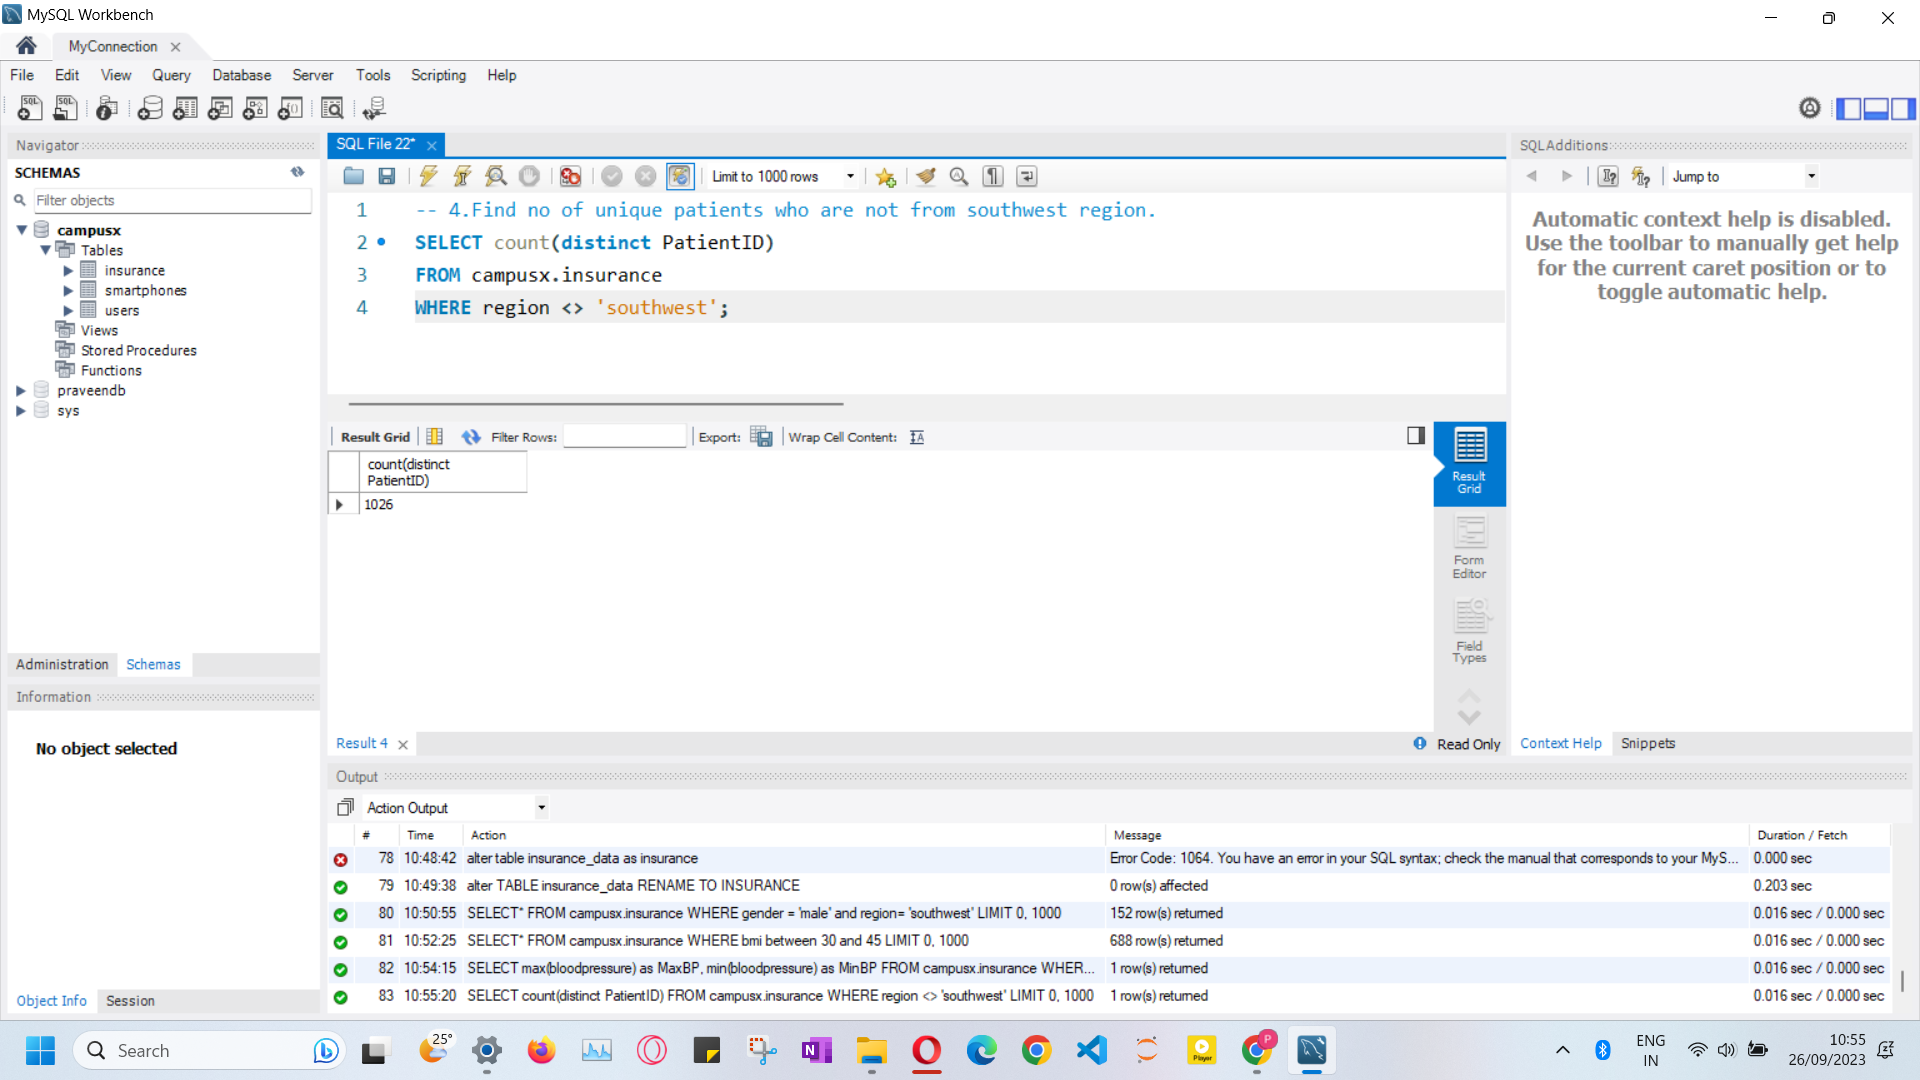 MySQL Workbench
MyConnection
File Edit View Query Database Server Tools Scripting Help
Navigator
SCHEMAS
Filter objects
campusx
Tables
insurance
smartphones
users
Views
Stored Procedures
Functions
praveendb
sys
Administration Schemas
Information
No object selected
Object Info Session
SQL File 22*
Limit to 1000 rows
1 -- 4.Find no of unique patients who are not from southwest region.
2 SELECT count(distinct PatientID)
3 FROM campusx.insurance
4 WHERE region <> 'southwest';
Result Grid Filter Rows: Export: Wrap Cell Content:
count(distinct
PatientID)
1026
Result
Grid
Form
Editor
Field
Types
Result 4
Read Only
SQLAdditions
Jump to
Automatic context help is disabled.
Use the toolbar to manually get help
for the current caret position or to
toggle automatic help.
Context Help Snippets
Output
Action Output
# Time Action Message Duration / Fetch
78 10:48:42 alter table insurance_data as insurance Error Code: 1064. You have an error in your SQL syntax; check the manual that corresponds to your MyS... 0.000 sec
79 10:49:38 alter TABLE insurance_data RENAME TO INSURANCE 0 row(s) affected 0.203 sec
80 10:50:55 SELECT* FROM campusx.insurance WHERE gender = 'male' and region= 'southwest' LIMIT 0, 1000 152 row(s) returned 0.016 sec / 0.000 sec
81 10:52:25 SELECT* FROM campusx.insurance WHERE bmi between 30 and 45 LIMIT 0, 1000 688 row(s) returned 0.016 sec / 0.000 sec
82 10:54:15 SELECT max(bloodpressure) as MaxBP, min(bloodpressure) as MinBP FROM campusx.insurance WHER... 1 row(s) returned 0.016 sec / 0.000 sec
83 10:55:20 SELECT count(distinct PatientID) FROM campusx.insurance WHERE region <> 'southwest' LIMIT 0, 1000 1 row(s) returned 0.016 sec / 0.000 sec
Search
25°
Player
P
ENG
IN
10:55
26/09/2023